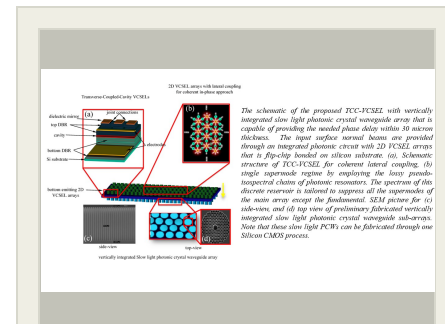 2D VCSEL arrays with lateral coupling
for coherent in-phase approach
Transverse-Coupled-Cavity VCSELs
(a)
joint connections
dielectric mirror
top DBR
cavity
electrodes
bottom DBR
Si substrate
(b)
bottom-emitting 2D
VCSEL arrays
(c)
side-view
(d)
top-view
vertically integrated Slow light photonic crystal waveguide array
The schematic of the proposed TCC-VCSEL with vertically
integrated slow light photonic crystal waveguide array that is
capable of providing the needed phase delay within 30 micron
thickness. The input surface normal beams are provided
through an integrated photonic circuit with 2D VCSEL arrays
that is flip-chip bonded on silicon substrate. (a), Schematic
structure of TCC-VCSEL for coherent lateral coupling, (b)
single supermode regime by employing the lossy pseudo-
isospectral chains of photonic resonators. The spectrum of this
discrete reservoir is tailored to suppress all the supermodes of
the main array except the fundamental. SEM picture for (c)
side-view, and (d) top view of preliminary fabricated vertically
integrated slow light photonic crystal waveguide sub-arrays.
Note that these slow light PCWs can be fabricated through one
Silicon CMOS process.